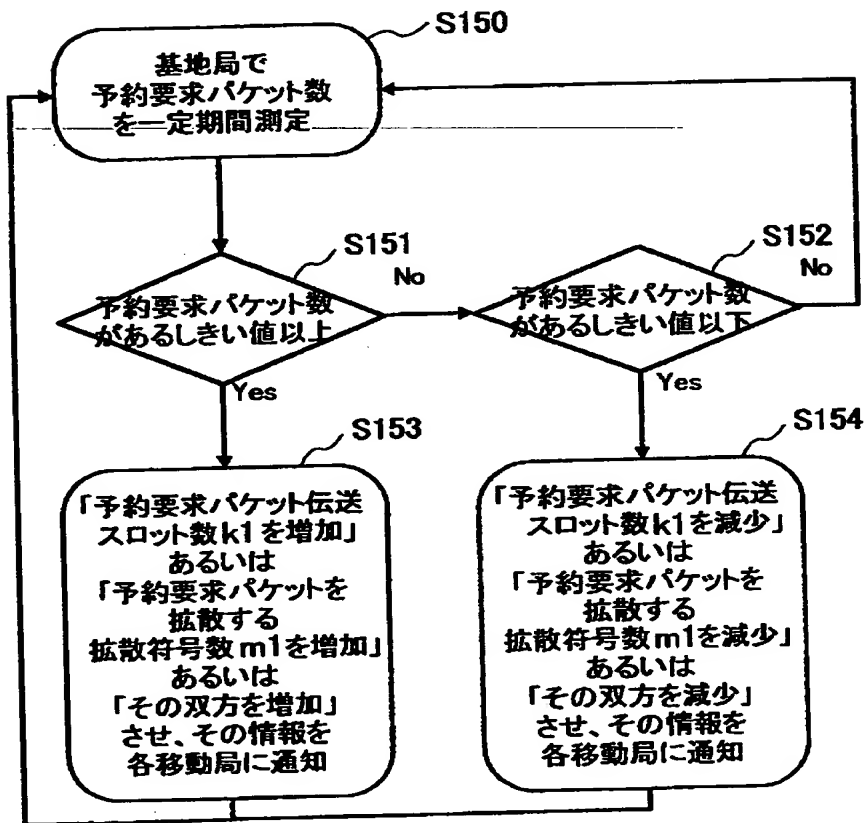 S150
基地局で
予約要求パケット数
を一定期間測定
S151
予約要求パケット数
があるしきい値以上
No
Yes
S152
予約要求パケット数
があるしきい値以下
No
Yes
S153
「予約要求パケット伝送
スロット数k1を増加」
あるいは
「予約要求パケットを
拡散する
拡散符号数m1を増加」
あるいは
「その双方を増加」
させ、その情報を
各移動局に通知
S154
「予約要求パケット伝送
スロット数k1を減少」
あるいは
「予約要求パケットを
拡散する
拡散符号数m1を減少」
あるいは
「その双方を減少」
させ、その情報を
各移動局に通知